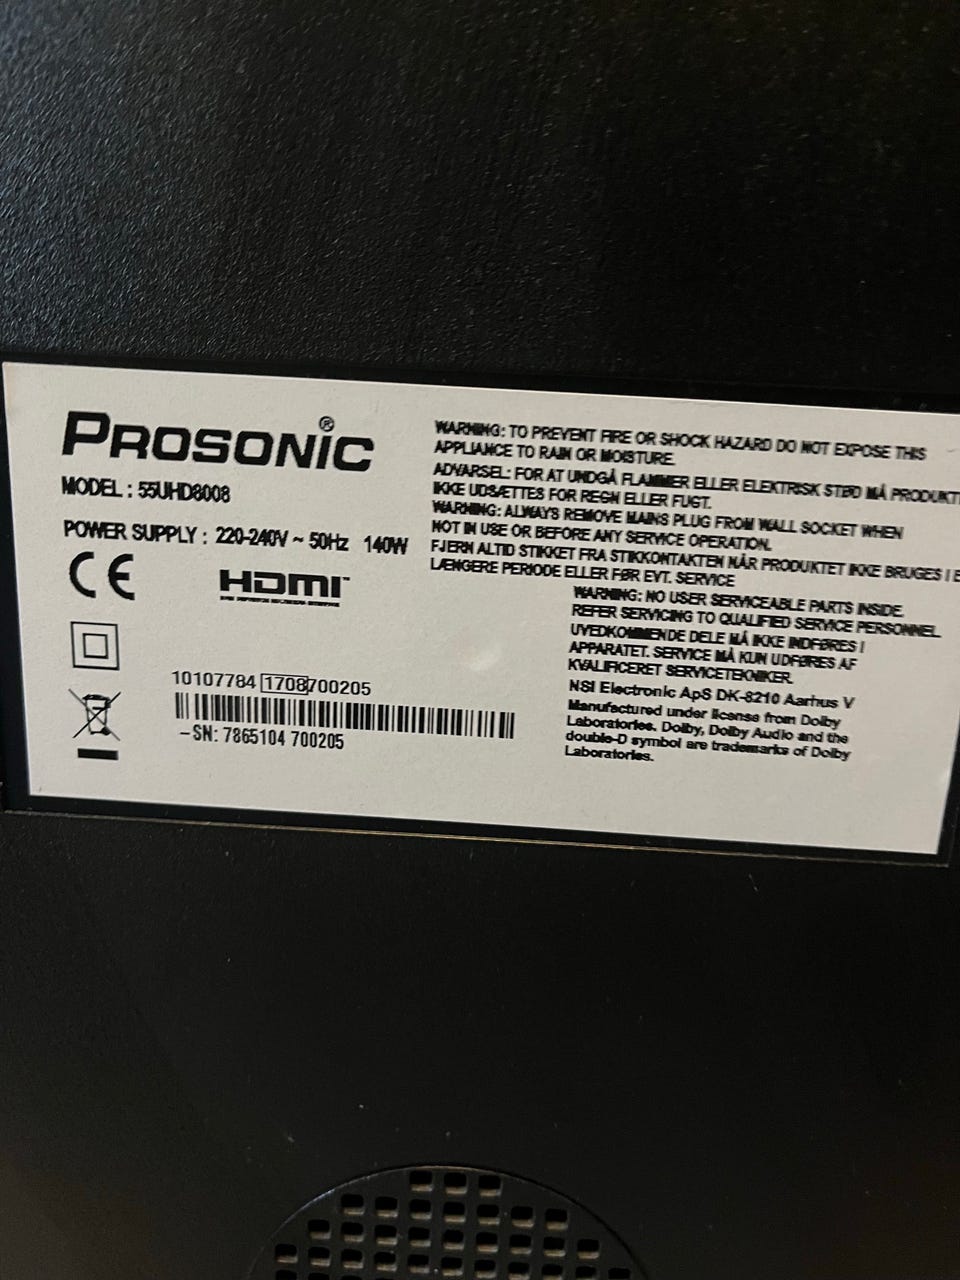 PROSONIC®
MODEL : 55UHD8008
POWER SUPPLY : 220-240V ~ 50Hz 140W
CE
HDMI™
10107784 1708 700205
-SN: 7865104 700205
WARNING: TO PREVENT FIRE OR SHOCK HAZARD DO NOT EXPOSE THIS
APPLIANCE TO RAIN OR MOISTURE.
ADVARSEL: FOR AT UNDGÅ FLAMMER ELLER ELEKTRISK STØD MÅ PRODUKT
IKKE UDSÆTTES FOR REGN ELLER FUGT.
WARNING: ALWAYS REMOVE MAINS PLUG FROM WALL SOCKET WHEN
NOT IN USE OR BEFORE ANY SERVICE OPERATION.
FJERN ALTID STIKKET FRA STIKKONTAKTEN NÅR PRODUKTET IKKE BRUGES I
LÆNGERE PERIODE ELLER FØR EVT. SERVICE
WARNING: NO USER SERVICEABLE PARTS INSIDE.
REFER SERVICING TO QUALIFIED SERVICE PERSONNEL.
UVEDKOMMENDE DELE MÅ IKKE INDFØRES I
APPARATET. SERVICE MÅ KUN UDFØRES AF
KVALIFICERET SERVICETEKNIKER.
NSI Electronic ApS DK-8210 Aarhus V
Manufactured under license from Dolby
Laboratories. Dolby, Dolby Audio and the
double-D symbol are trademarks of Dolby
Laboratories.